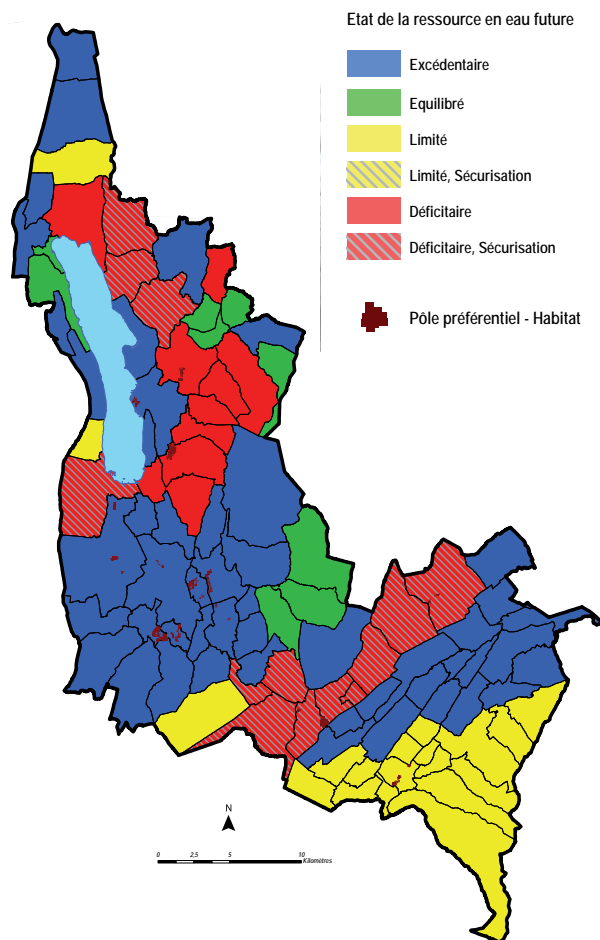 Etat de la ressource en eau future
Excédentaire
Equilibré
Limité
Limité, Sécurisation
Déficitaire
Déficitaire, Sécurisation
Pôle préférentiel - Habitat
N
0 2,5 5 10
Kilomètres